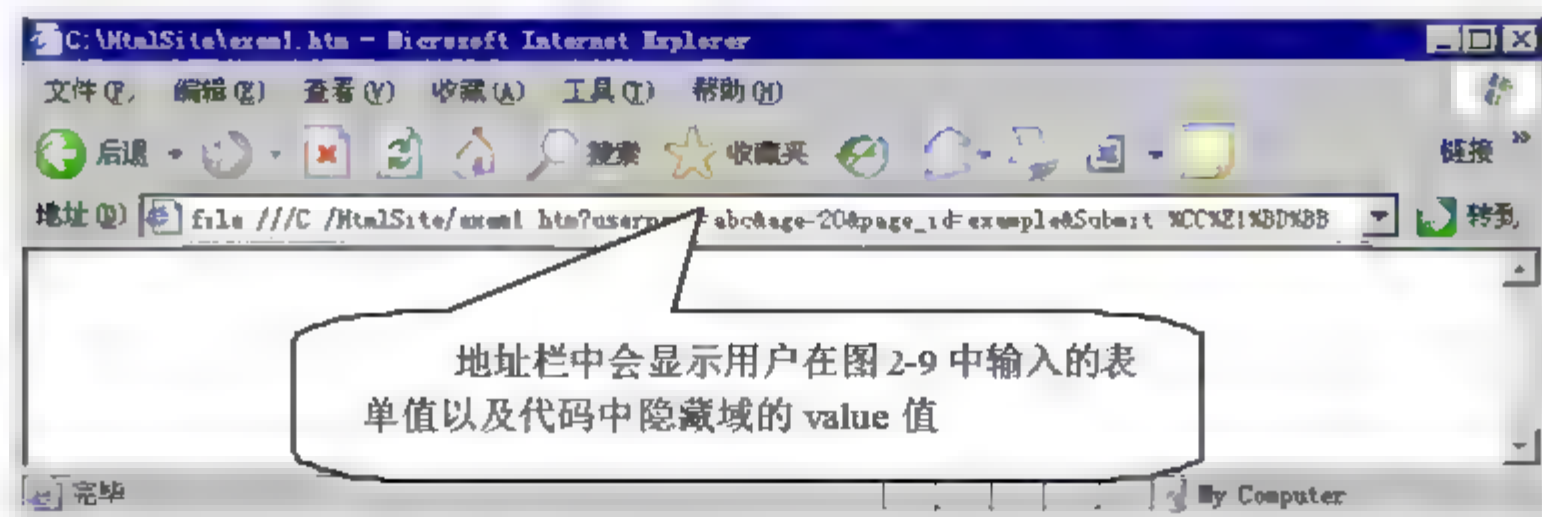 C:\HtmlSite\exam1.htm - Microsoft Internet Explorer
文件(F) 编辑(E) 查看(V) 收藏(A) 工具(T) 帮助(H)
后退 搜索 收藏夹 链接 »
地址(D) file ///C /HtmlSite/exam1 htm?userna =abc&age=20&page_id=example&Submit %CC%E1%BD%BB 转到
地址栏中会显示用户在图 2-9 中输入的表
单值以及代码中隐藏域的 value 值
完毕 My Computer